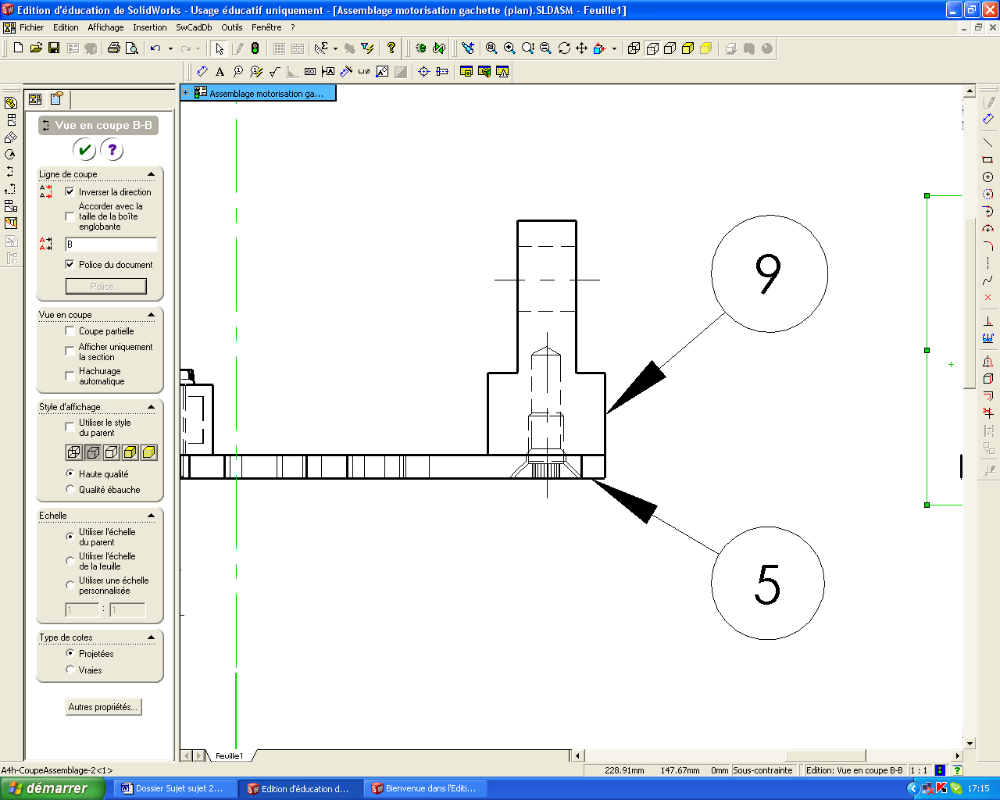 Edition d'éducation de SolidWorks - Usage éducatif uniquement - [Assemblage motorisation gachette (plan).SLDASM - Feuille1]
Fichier Edition Affichage Insertion SwCadDb Outils Fenêtre ?
Assemblage motorisation ga...
Vue en coupe B-B
Ligne de coupe
Inverser la direction
Accorder avec la
taille de la boîte
englobante
B
Police du document
Police...
Vue en coupe
Coupe partielle
Afficher uniquement
la section
Hachurage
automatique
Style d'affichage
Utiliser le style
du parent
Haute qualité
Qualité ébauche
Echelle
Utiliser l'échelle
du parent
Utiliser l'échelle
de la feuille
Utiliser une échelle
personnalisée
1 : 1
Type de cotes
Projetées
Vraies
Autres propriétés...
9
5
Feuille1
A4h-CoupeAssemblage-2<1>
228.91mm 147.67mm 0mm Sous-contrainte Edition: Vue en coupe B-B 1 : 1
démarrer
Dossier Sujet sujet 2...
Edition d'éducation d...
Bienvenue dans l'Editi...
17:15